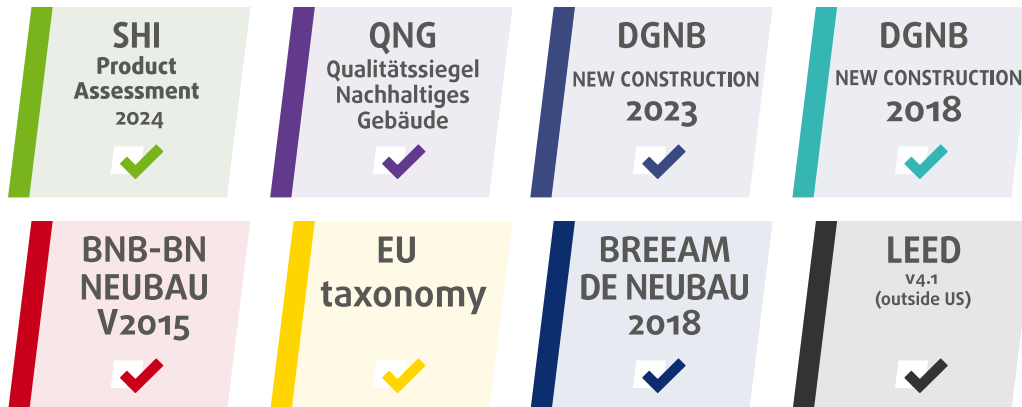 SHI
Product
Assessment
2024
QNG
Qualitätssiegel
Nachhaltiges
Gebäude
DGNB
NEW CONSTRUCTION
2023
DGNB
NEW CONSTRUCTION
2018
BNB-BN
NEUBAU
V2015
EU
taxonomy
BREEAM
DE NEUBAU
2018
LEED
v4.1
(outside US)